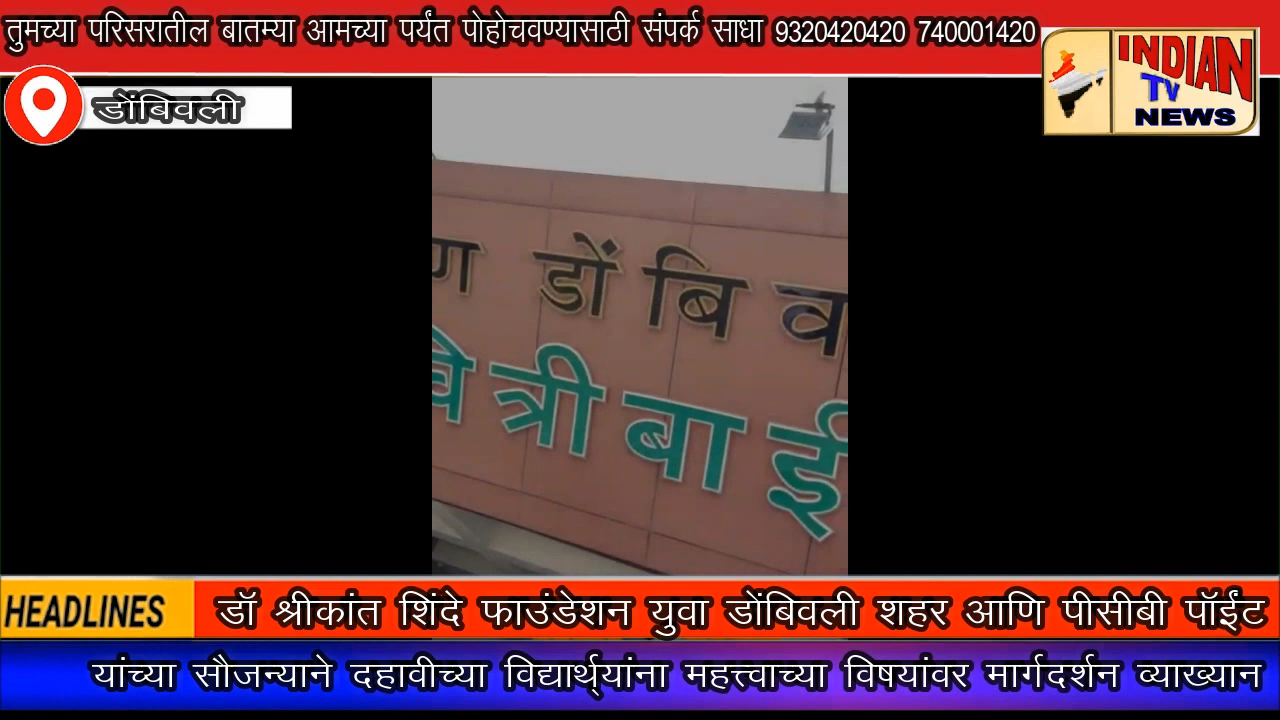 तुमच्या परिसरातील बातम्या आमच्या पर्यंत पोहोचवण्यासाठी संपर्क साधा 9320420420 740001420
INDIAN
TV
NEWS
डोंबिवली
ण डोंबिव
वित्रीबाई
HEADLINES
डॉ श्रीकांत शिंदे फाउंडेशन युवा डोंबिवली शहर आणि पीसीबी पॉईंट
यांच्या सौजन्याने दहावीच्या विद्यार्थ्यांना महत्त्वाच्या विषयांवर मार्गदर्शन व्याख्यान